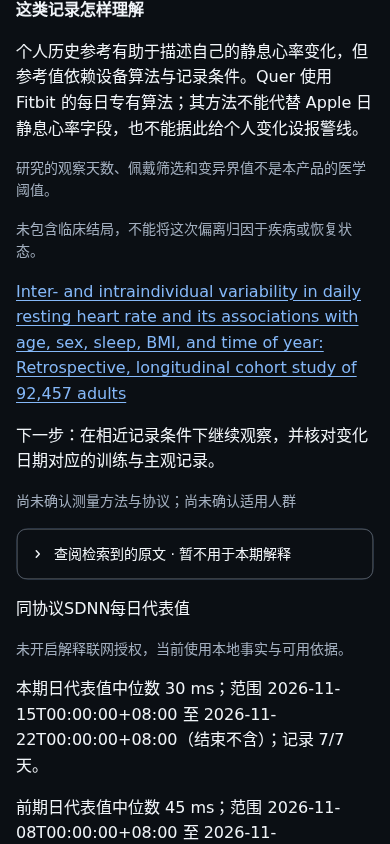 这类记录怎样理解
个人历史参考有助于描述自己的静息心率变化，但
参考值依赖设备算法与记录条件。Quer 使用
Fitbit 的每日专有算法；其方法不能代替 Apple 日
静息心率字段，也不能据此给个人变化设报警线。
研究的观察天数、佩戴筛选和变异界值不是本产品的医学
阈值。
未包含临床结局，不能将这次偏离归因于疾病或恢复状
态。
Inter- and intraindividual variability in daily
resting heart rate and its associations with
age, sex, sleep, BMI, and time of year:
Retrospective, longitudinal cohort study of
92,457 adults
下一步：在相近记录条件下继续观察，并核对变化
日期对应的训练与主观记录。
尚未确认测量方法与协议；尚未确认适用人群
› 查阅检索到的原文 · 暂不用于本期解释
同协议SDNN每日代表值
未开启解释联网授权，当前使用本地事实与可用依据。
本期日代表值中位数 30 ms；范围 2026-11-
15T00:00:00+08:00 至 2026-11-
22T00:00:00+08:00（结束不含）；记录 7/7
天。
前期日代表值中位数 45 ms；范围 2026-11-
08T00:00:00+08:00 至 2026-11-